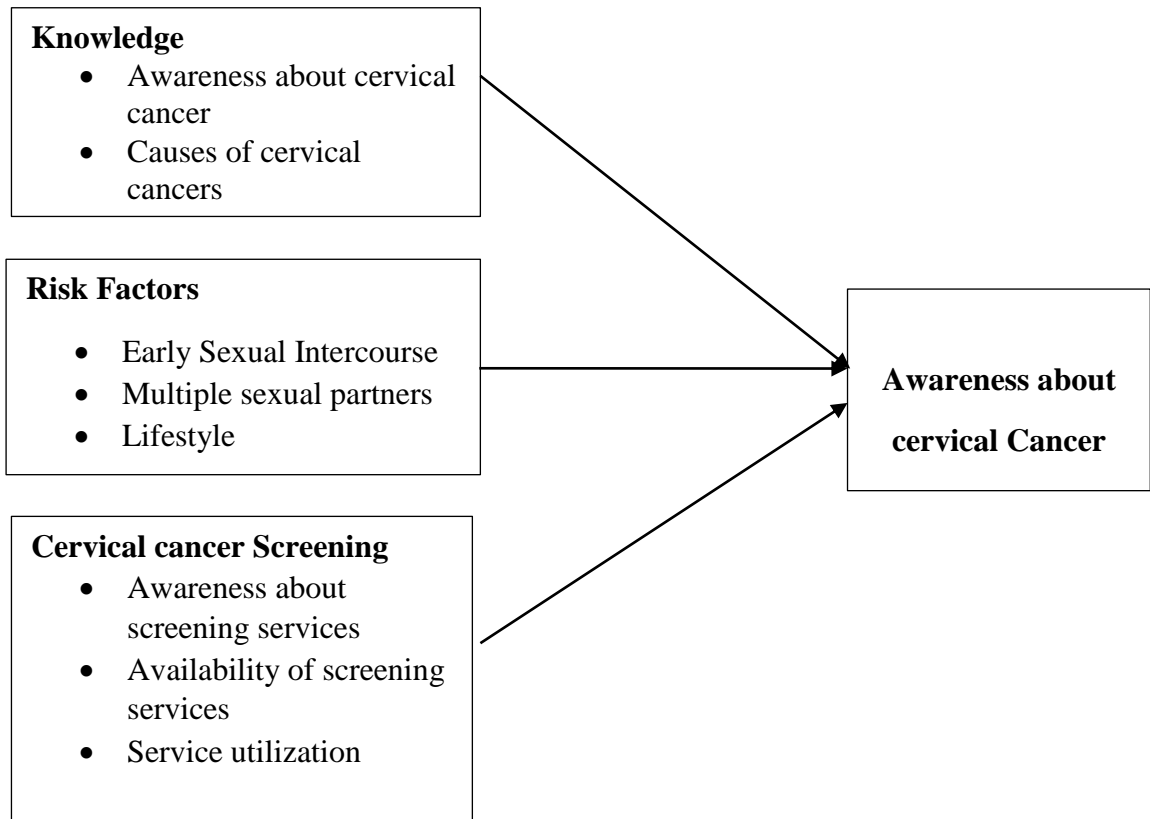 Knowledge
• Awareness about cervical
cancer
• Causes of cervical
cancers
Risk Factors
• Early Sexual Intercourse
• Multiple sexual partners
• Lifestyle
Cervical cancer Screening
• Awareness about
screening services
• Availability of screening
services
• Service utilization
Awareness about
cervical Cancer